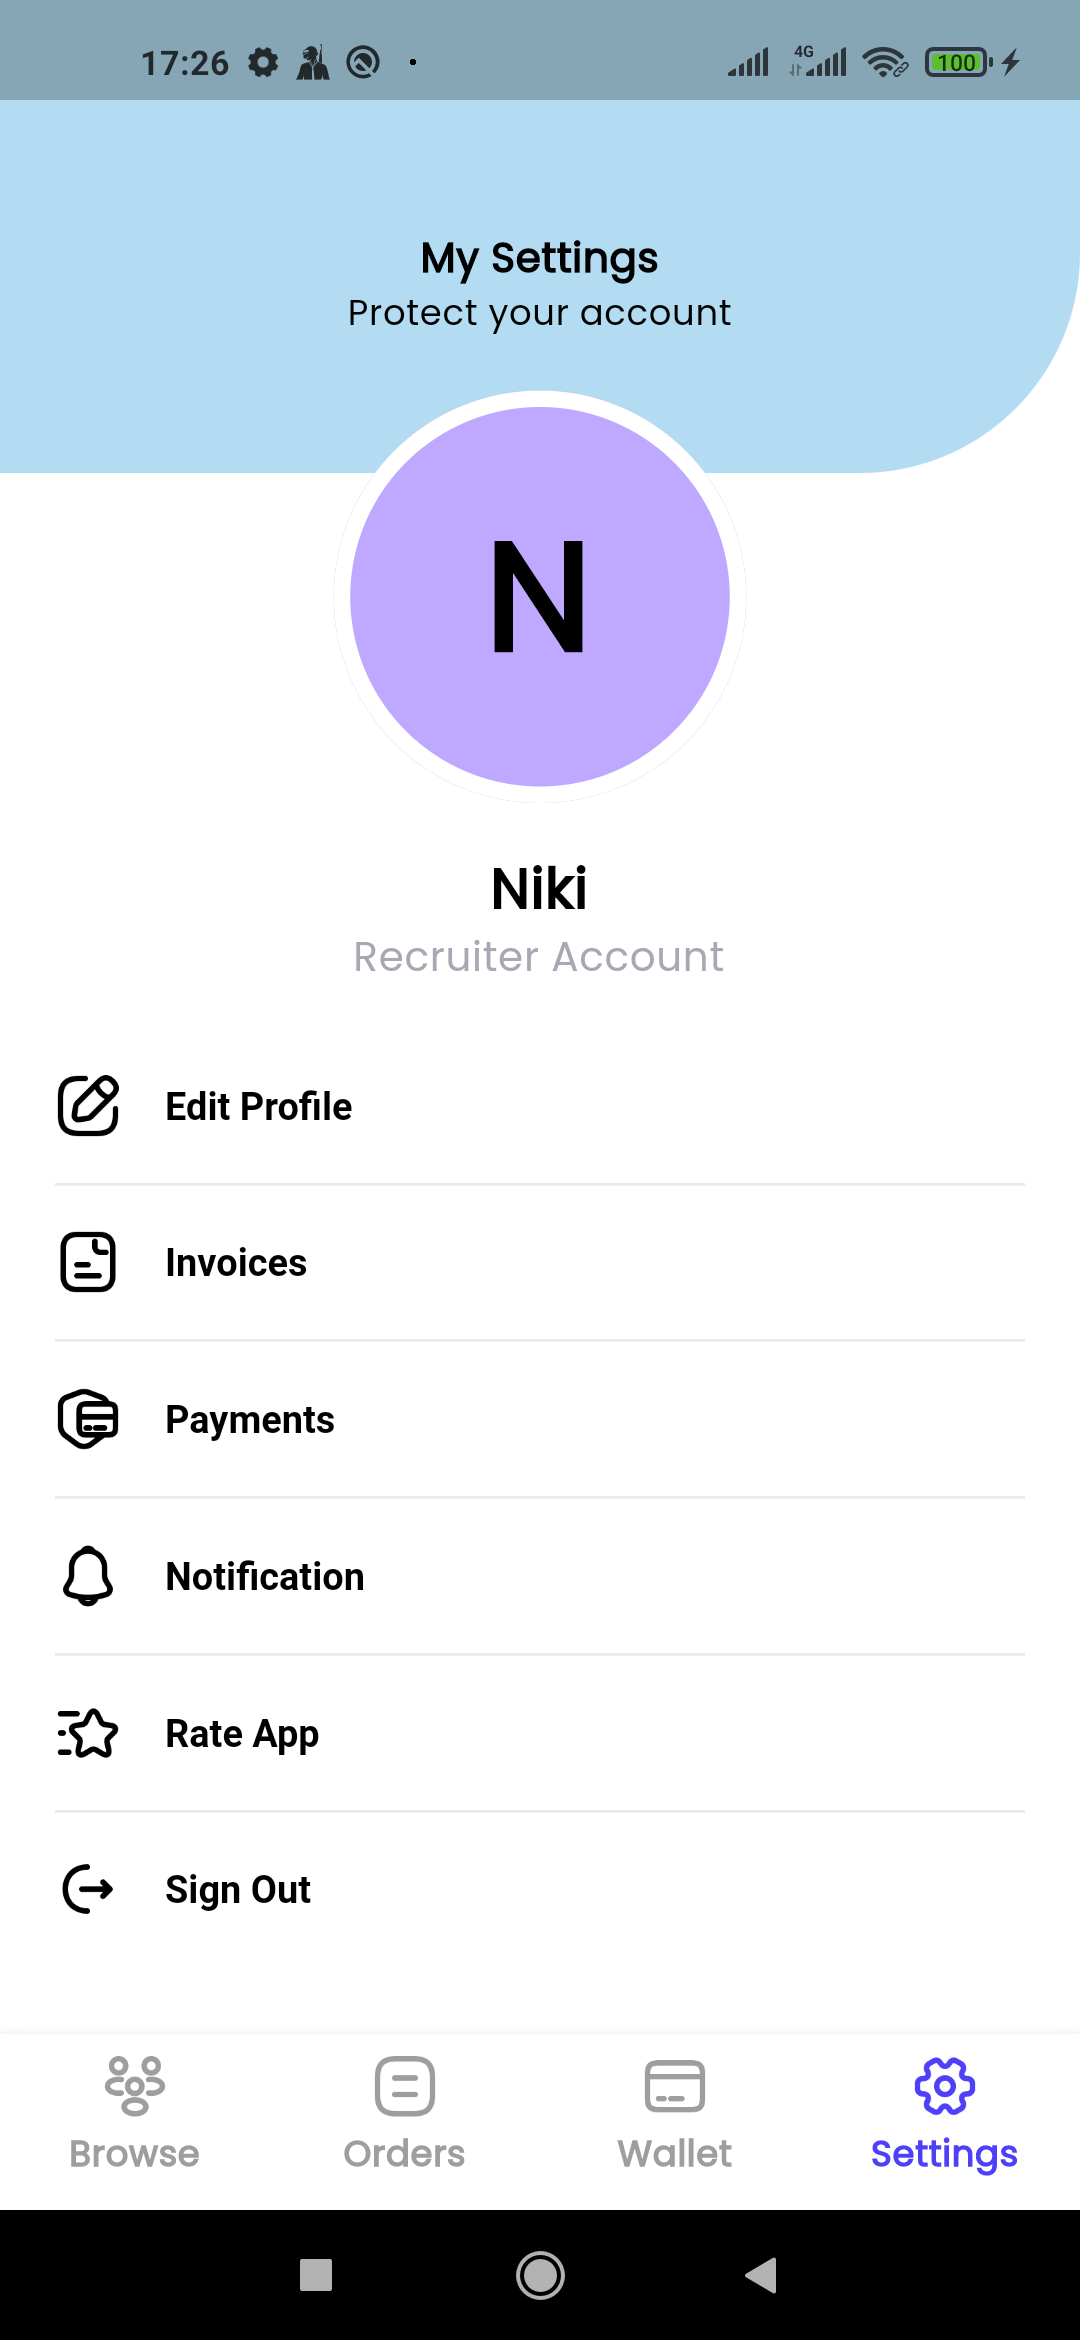 17:26
4G
100
My Settings
Protect your account
N
Niki
Recruiter Account
Edit Profile
Invoices
Payments
Notification
Rate App
Sign Out
Browse
Orders
Wallet
Settings